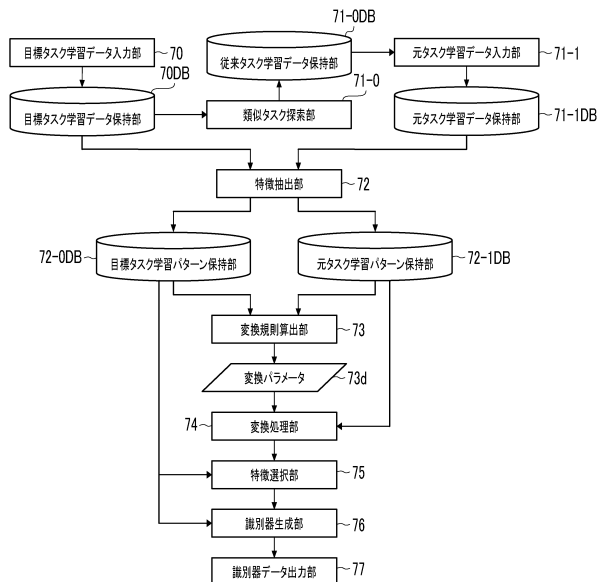 71-0DB
目標タスク学習データ入力部 70
従来タスク学習データ保持部
元タスク学習データ入力部 71-1
70DB
71-0
目標タスク学習データ保持部
類似タスク探索部
元タスク学習データ保持部 71-1DB
特徴抽出部 72
72-0DB 目標タスク学習パターン保持部
元タスク学習パターン保持部 72-1DB
変換規則算出部 73
変換パラメータ 73d
74 変換処理部
特徴選択部 75
識別器生成部 76
識別器データ出力部 77